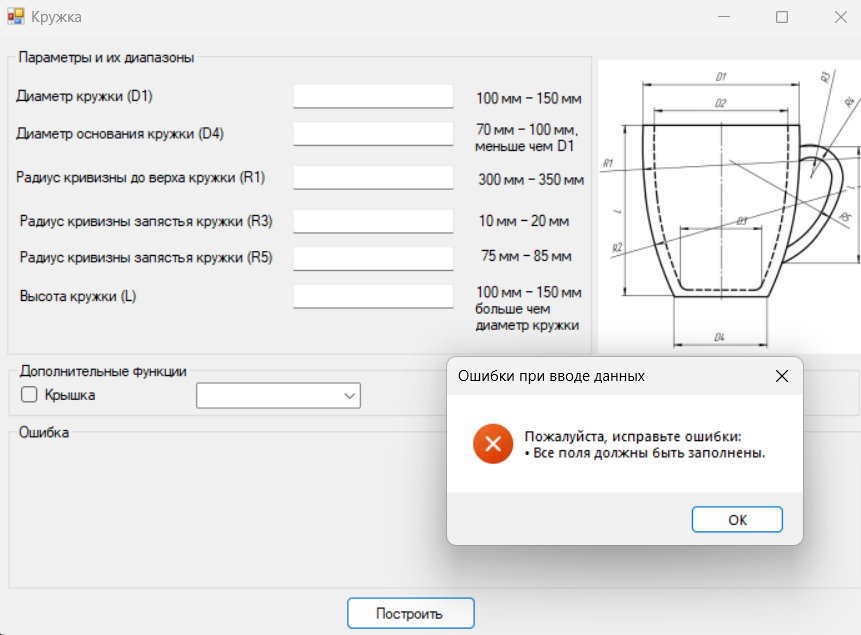 Кружка
Параметры и их диапазоны
Диаметр кружки (D1)
100 мм – 150 мм
Диаметр основания кружки (D4)
70 мм – 100 мм,
меньше чем D1
Радиус кривизны до верха кружки (R1)
300 мм – 350 мм
Радиус кривизны запястья кружки (R3)
10 мм – 20 мм
Радиус кривизны запястья кружки (R5)
75 мм – 85 мм
Высота кружки (L)
100 мм – 150 мм
больше чем
диаметр кружки
D1
D2
R3
R4
R1
L
L
R5
D3
R2
D4
Дополнительные функции
Крышка
Ошибка
Ошибки при вводе данных
Пожалуйста, исправьте ошибки:
• Все поля должны быть заполнены.
ОК
Построить